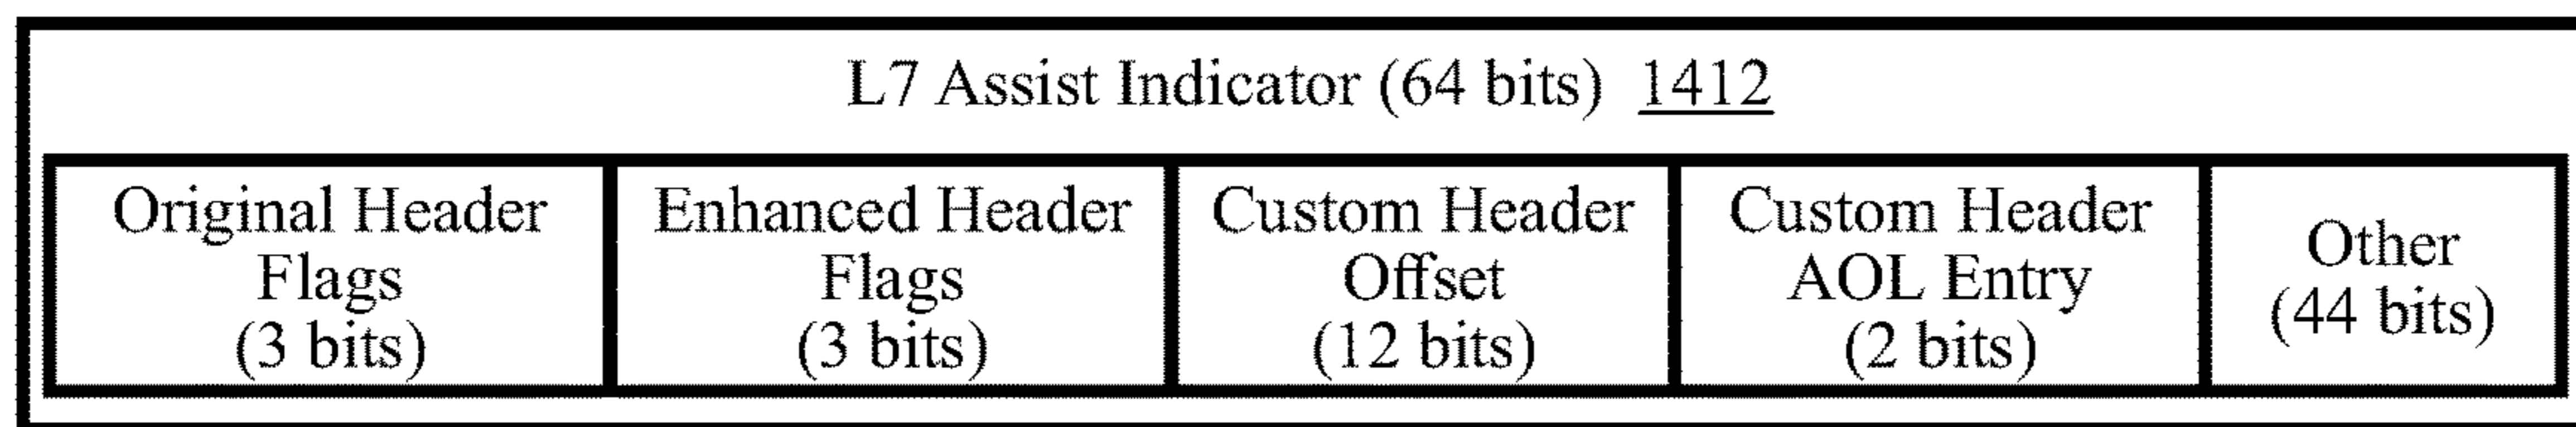 L7 Assist Indicator (64 bits) 1412
Original Header
Flags
(3 bits)
Enhanced Header
Flags
(3 bits)
Custom Header
Offset
(12 bits)
Custom Header
AOL Entry
(2 bits)
Other
(44 bits)